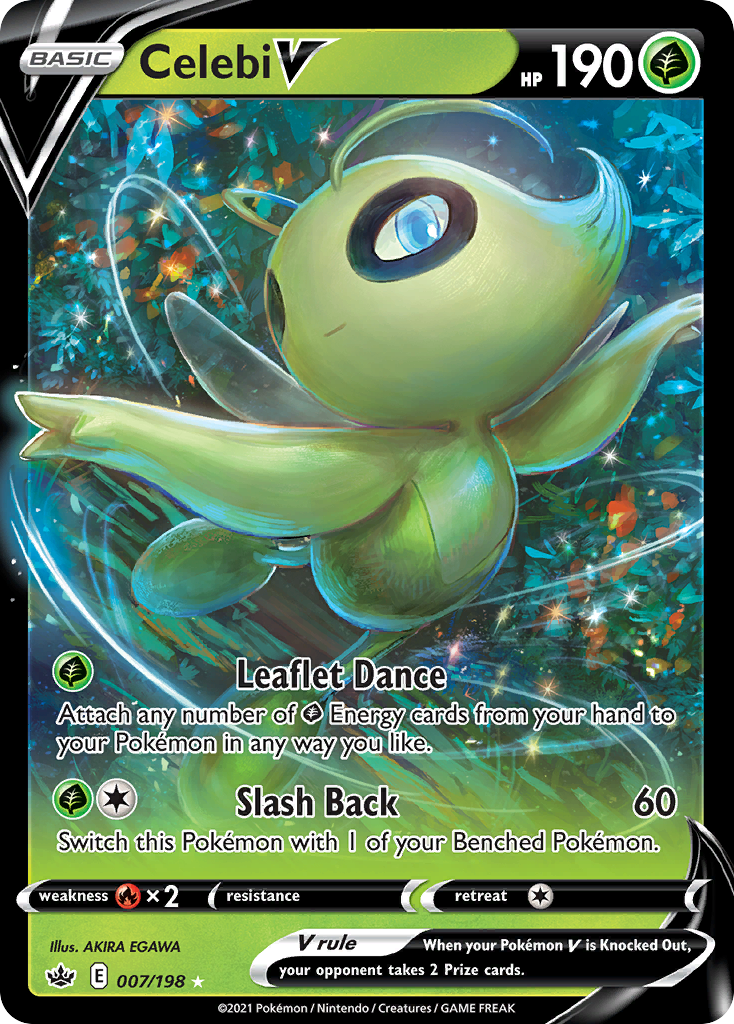 BASIC Celebi V HP 190
Leaflet Dance
Attach any number of Energy cards from your hand to
your Pokémon in any way you like.
Slash Back 60
Switch this Pokémon with 1 of your Benched Pokémon.
weakness ×2 resistance retreat
Illus. AKIRA EGAWA
V rule When your Pokémon V is Knocked Out,
your opponent takes 2 Prize cards.
E 007/198
©2021 Pokémon / Nintendo / Creatures / GAME FREAK